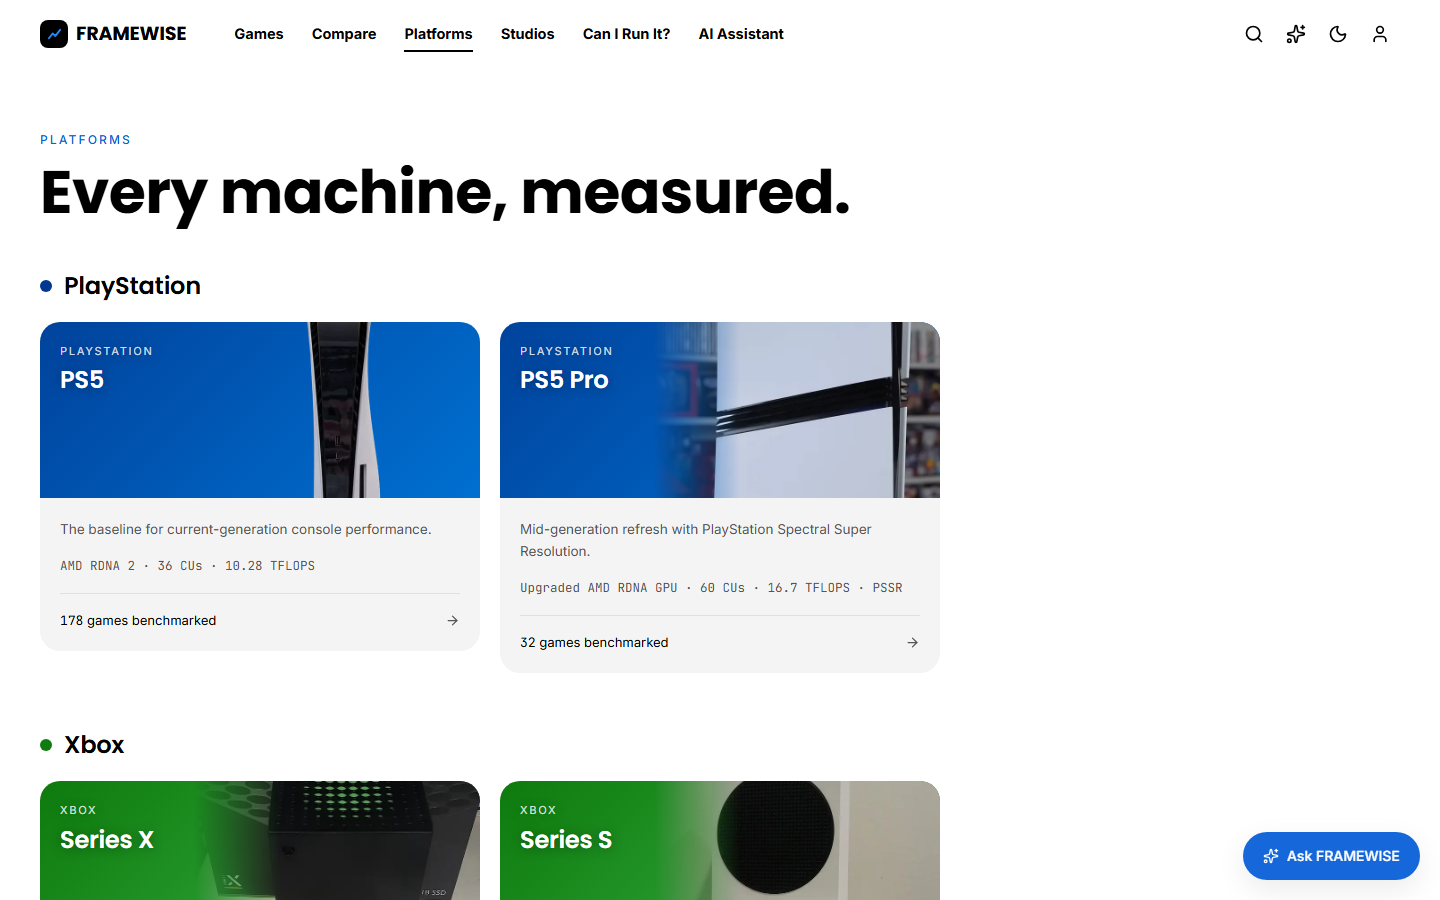 FRAMEWISE
Games
Compare
Platforms
Studios
Can I Run It?
AI Assistant
PLATFORMS
Every machine, measured.
PlayStation
PLAYSTATION
PS5
The baseline for current-generation console performance.
AMD RDNA 2 · 36 CUs · 10.28 TFLOPS
178 games benchmarked
PLAYSTATION
PS5 Pro
Mid-generation refresh with PlayStation Spectral Super
Resolution.
Upgraded AMD RDNA GPU · 60 CUs · 16.7 TFLOPS · PSSR
32 games benchmarked
Xbox
XBOX
Series X
XBOX
Series S
Ask FRAMEWISE